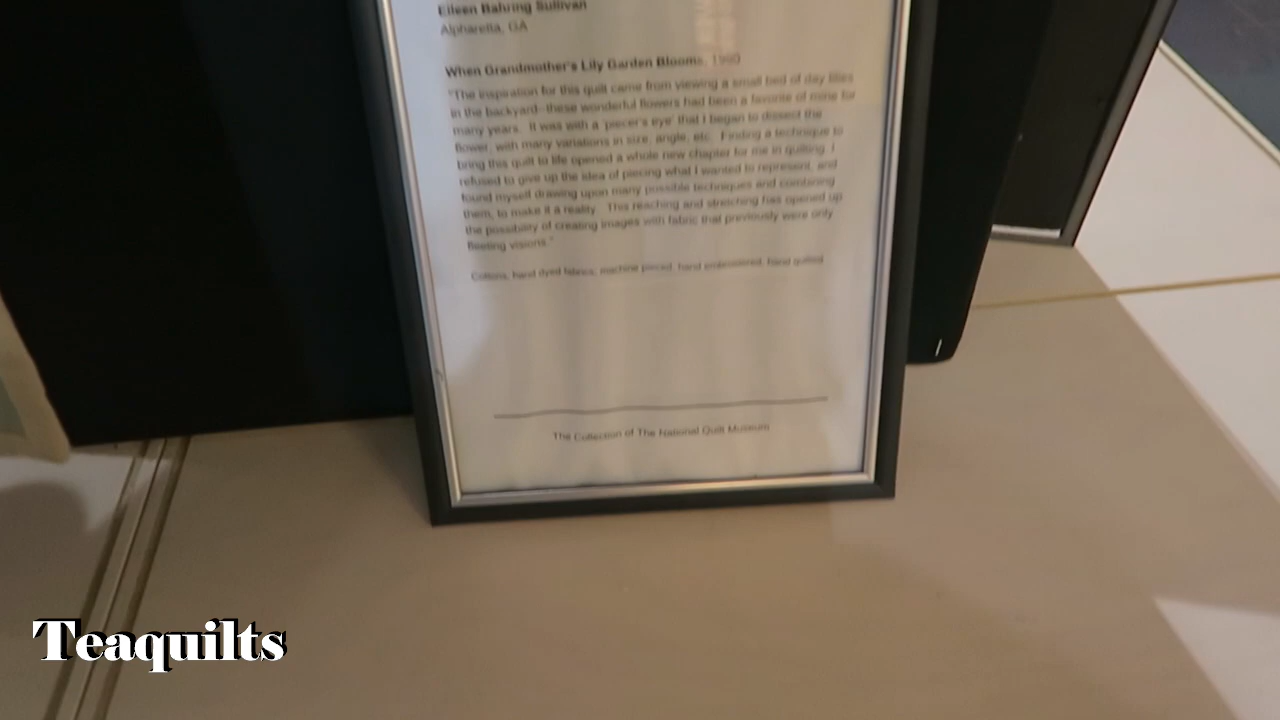 Eileen Bahring Sullivan
Alpharetta, GA
When Grandmother's Lily Garden Blooms, 1990
"The inspiration for this quilt came from viewing a small bed of day lilies
in the backyard--these wonderful flowers had been a favorite of mine for
many years. It was with a 'piecer's eye' that I began to dissect the
flower, with many variations in size, angle, etc. Finding a technique to
bring this quilt to life opened a whole new chapter for me in quilting. I
refused to give up the idea of piecing what I wanted to represent, and
found myself drawing upon many possible techniques and combining
them, to make it a reality. This reaching and stretching has opened up
the possibility of creating images with fabric that previously were only
fleeting visions."
Cottons, hand dyed fabrics; machine pieced, hand embroidered, hand quilted
The Collection of The National Quilt Museum
Teaquilts